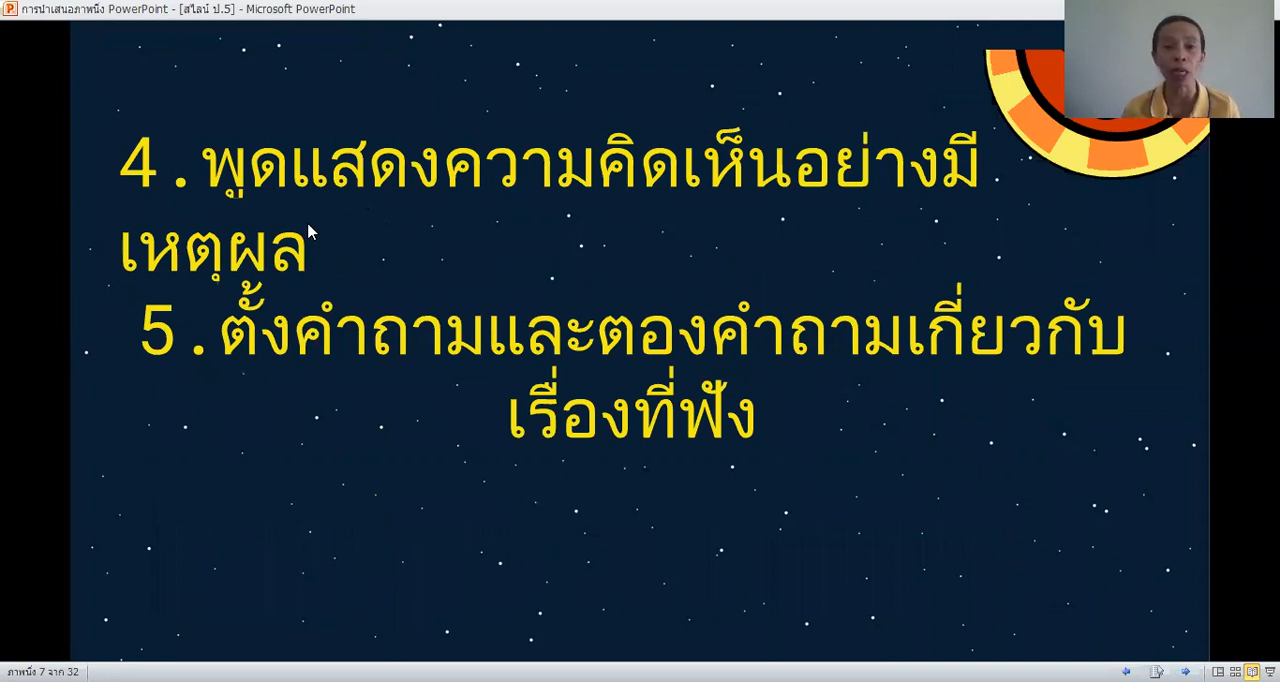 การนำเสนอภาพนิ่ง PowerPoint - [สไลน์ ป.5] - Microsoft PowerPoint
4.พูดแสดงความคิดเห็นอย่างมี
เหตุผล
5.ตั้งคำถามและตองคำถามเกี่ยวกับ
เรื่องที่ฟัง
ภาพนิ่ง 7 จาก 32